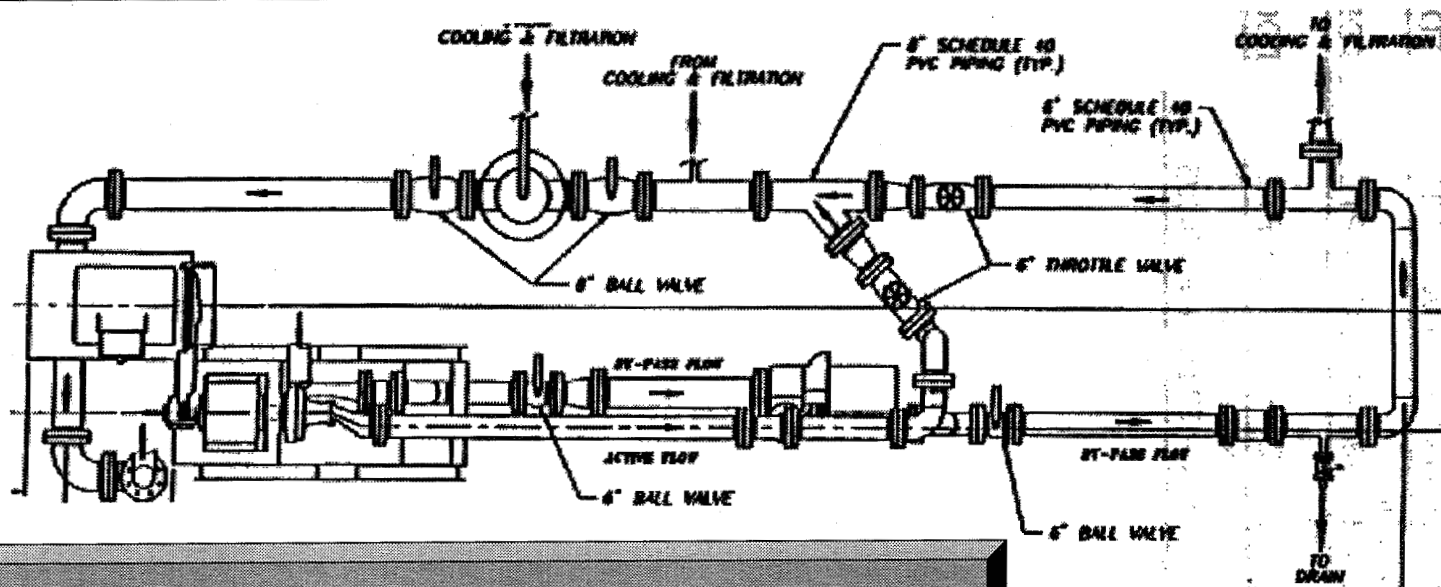 COOLING & FILTRATION
FROM
COOLING & FILTRATION
8" SCHEDULE 40
PVC PIPING (TYP.)
TO
COOLING & FILTRATION
6" SCHEDULE 40
PVC PIPING (TYP.)
8" BALL VALVE
6" THROTTLE VALVE
BY-PASS FLOW
ACTIVE FLOW
BY-PASS FLOW
6" BALL VALVE
6" BALL VALVE
TO
DRAIN